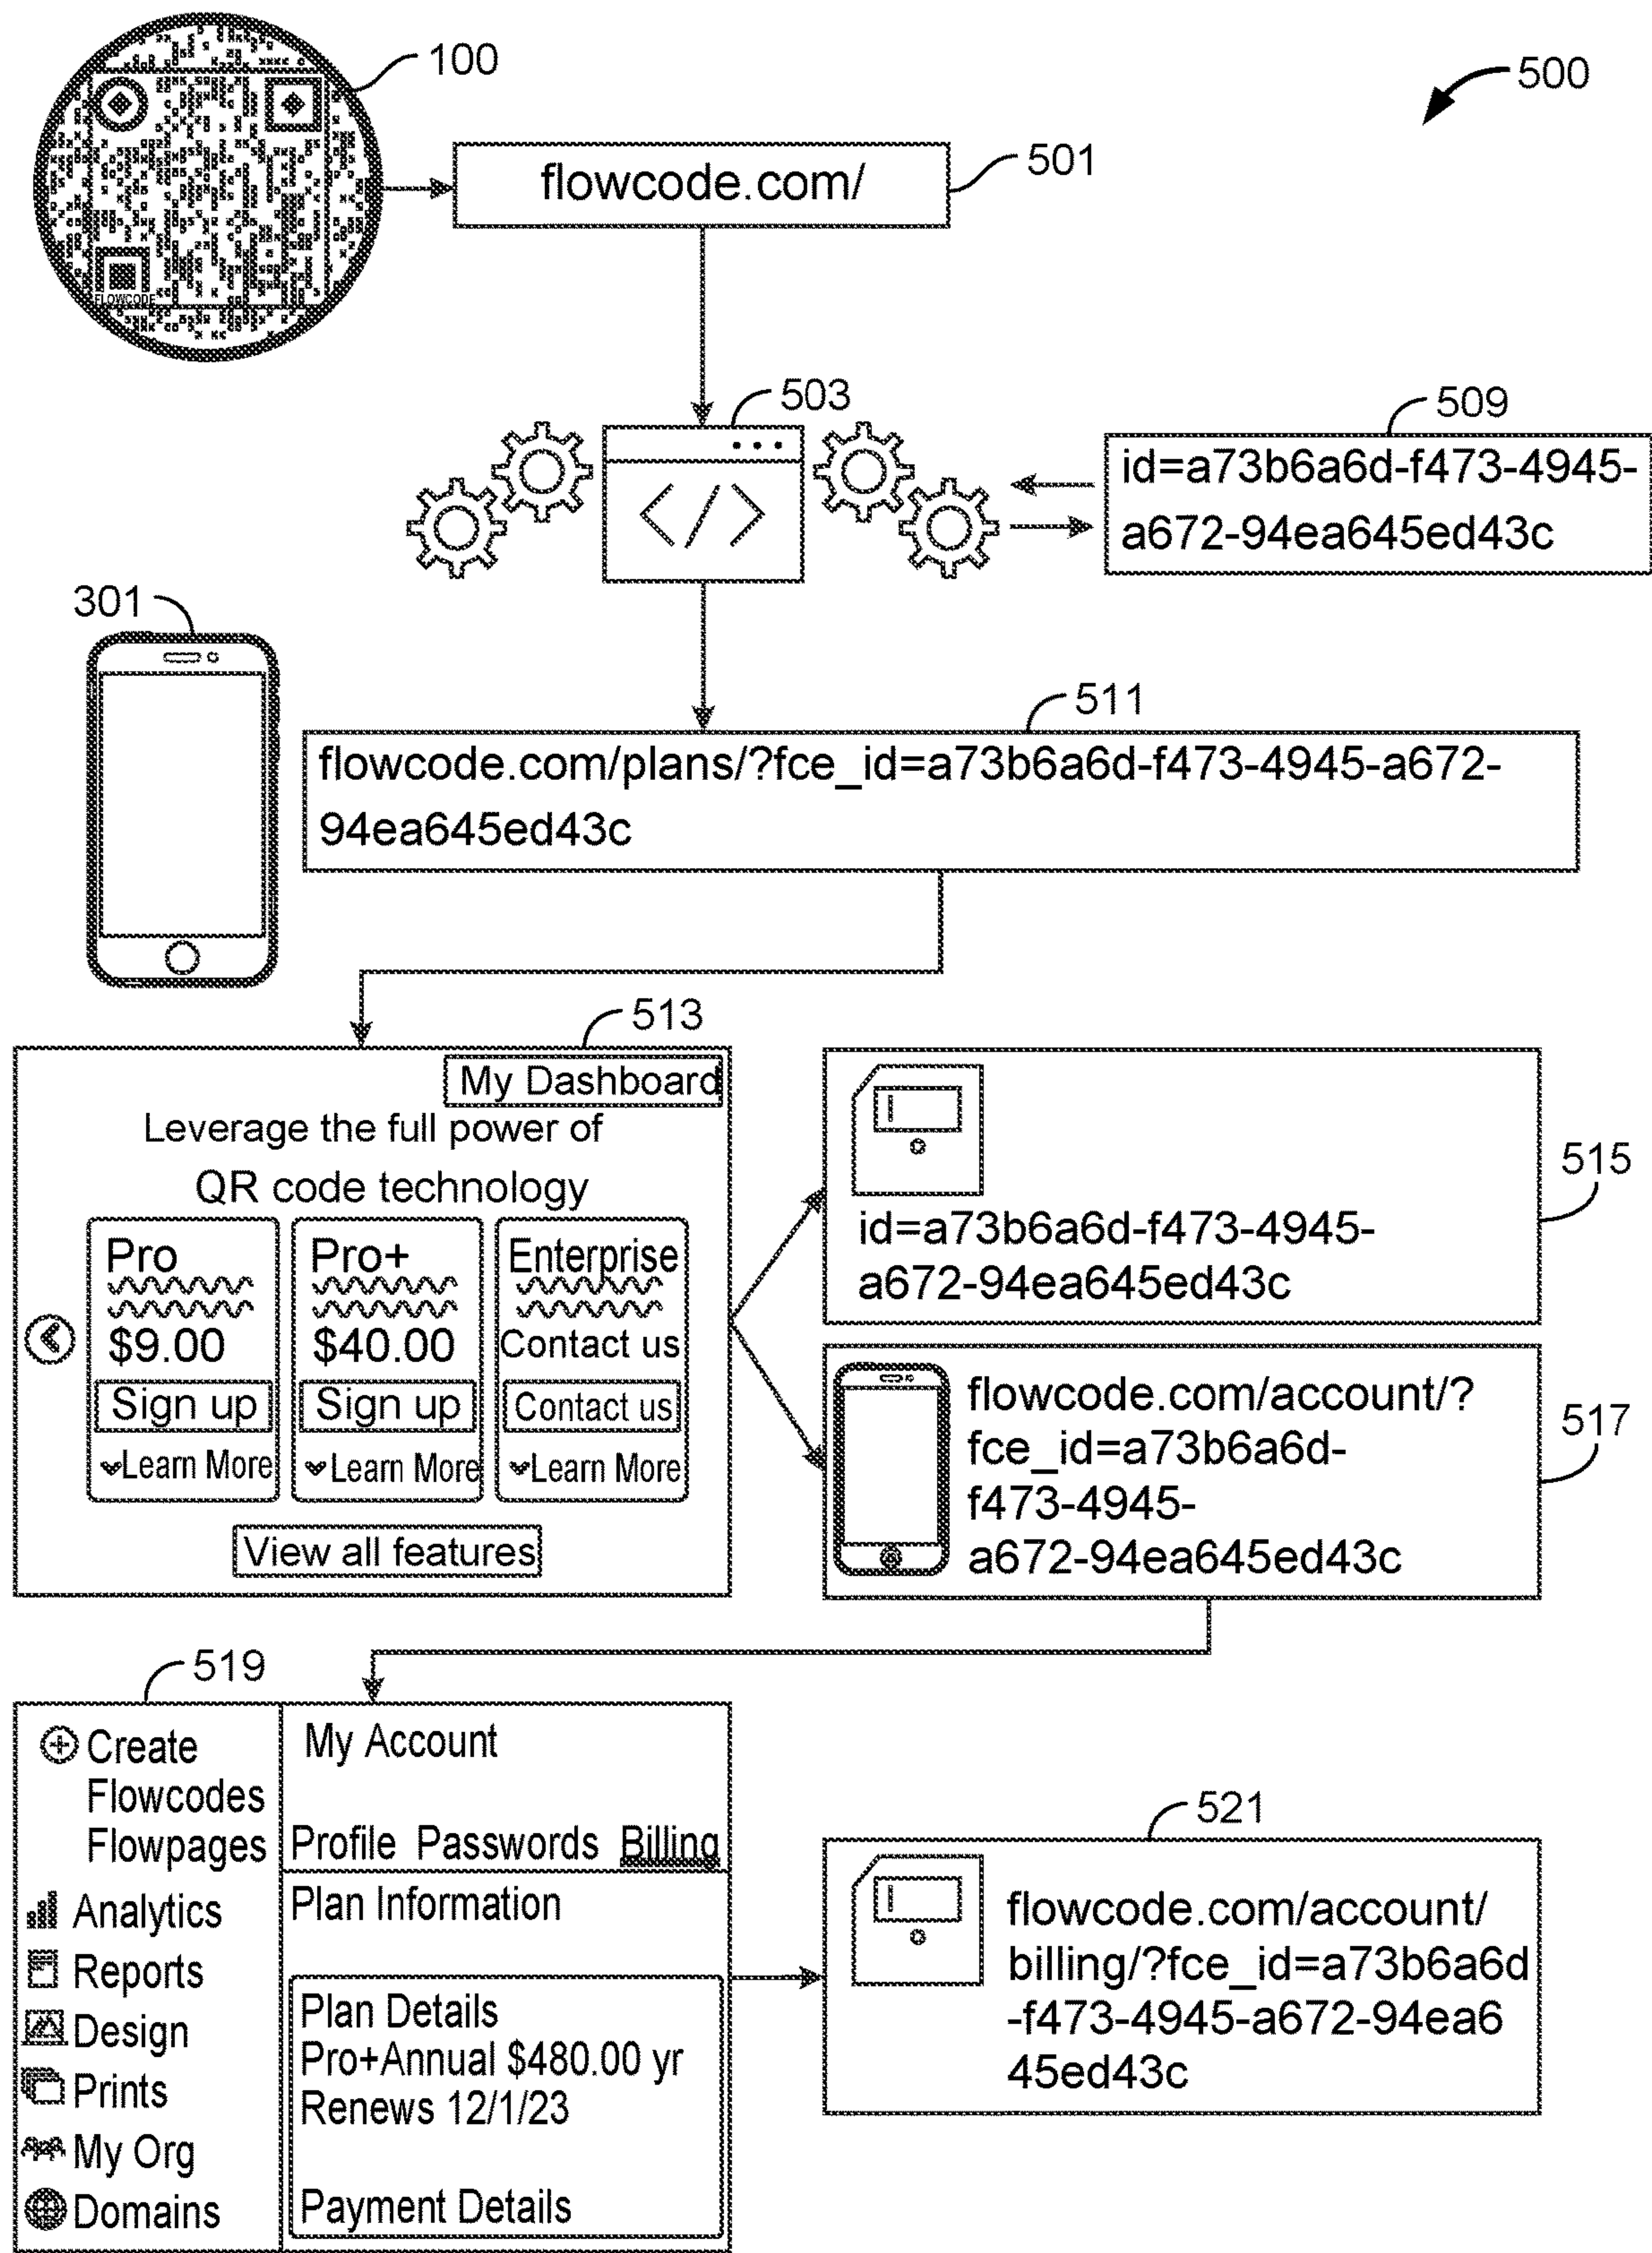 100
500
FLOWCODE
flowcode.com/
501
503
509
id=a73b6a6d-f473-4945-
a672-94ea645ed43c
301
511
flowcode.com/plans/?fce_id=a73b6a6d-f473-4945-a672-
94ea645ed43c
513
My Dashboard
Leverage the full power of
QR code technology
Pro
$9.00
Sign up
Learn More
Pro+
$40.00
Sign up
Learn More
Enterprise
Contact us
Contact us
Learn More
View all features
515
id=a73b6a6d-f473-4945-
a672-94ea645ed43c
517
flowcode.com/account/?
fce_id=a73b6a6d-
f473-4945-
a672-94ea645ed43c
519
Create
Flowcodes
Flowpages
Analytics
Reports
Design
Prints
My Org
Domains
My Account
Profile Passwords Billing
Plan Information
Plan Details
Pro+Annual $480.00 yr
Renews 12/1/23
Payment Details
521
flowcode.com/account/
billing/?fce_id=a73b6a6d
-f473-4945-a672-94ea6
45ed43c